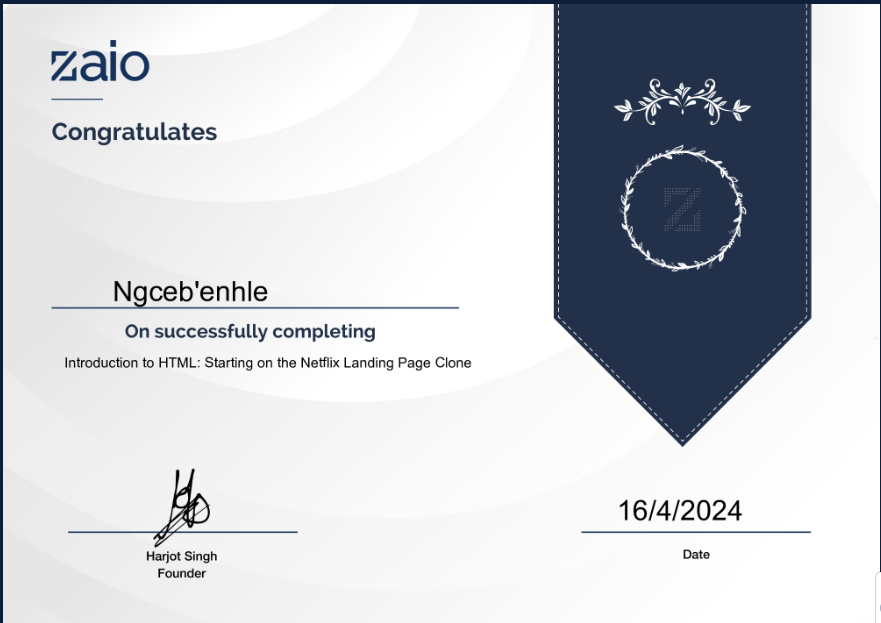 zaio
Congratulates
Ngceb'enhle
On successfully completing
Introduction to HTML: Starting on the Netflix Landing Page Clone
16/4/2024
Harjot Singh
Founder
Date
Z